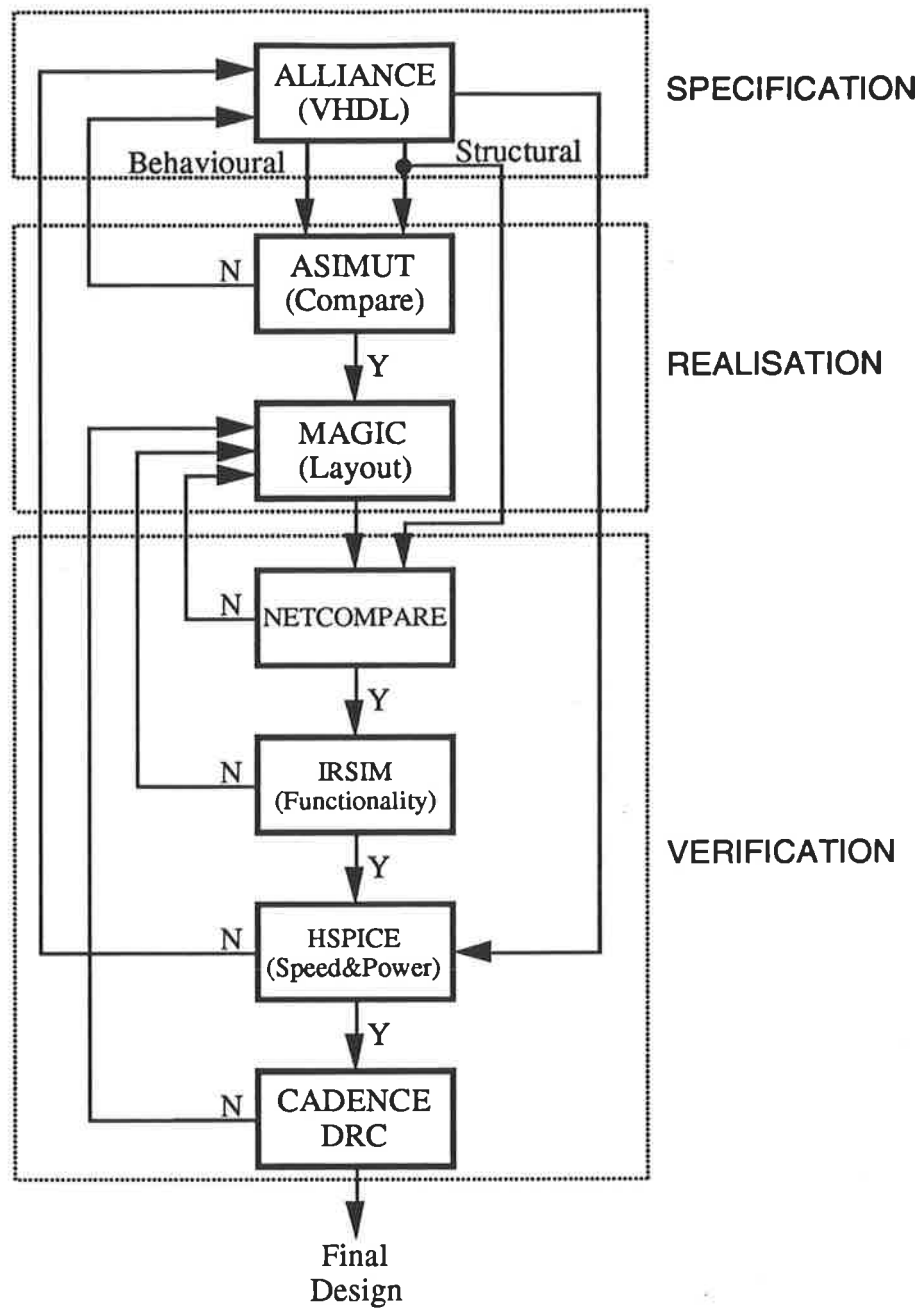 ALLIANCE
(VHDL)
SPECIFICATION
Behavioural
Structural
N
ASIMUT
(Compare)
Y
REALISATION
MAGIC
(Layout)
N
NETCOMPARE
Y
N
IRSIM
(Functionality)
Y
VERIFICATION
N
HSPICE
(Speed&Power)
Y
N
CADENCE
DRC
Final
Design